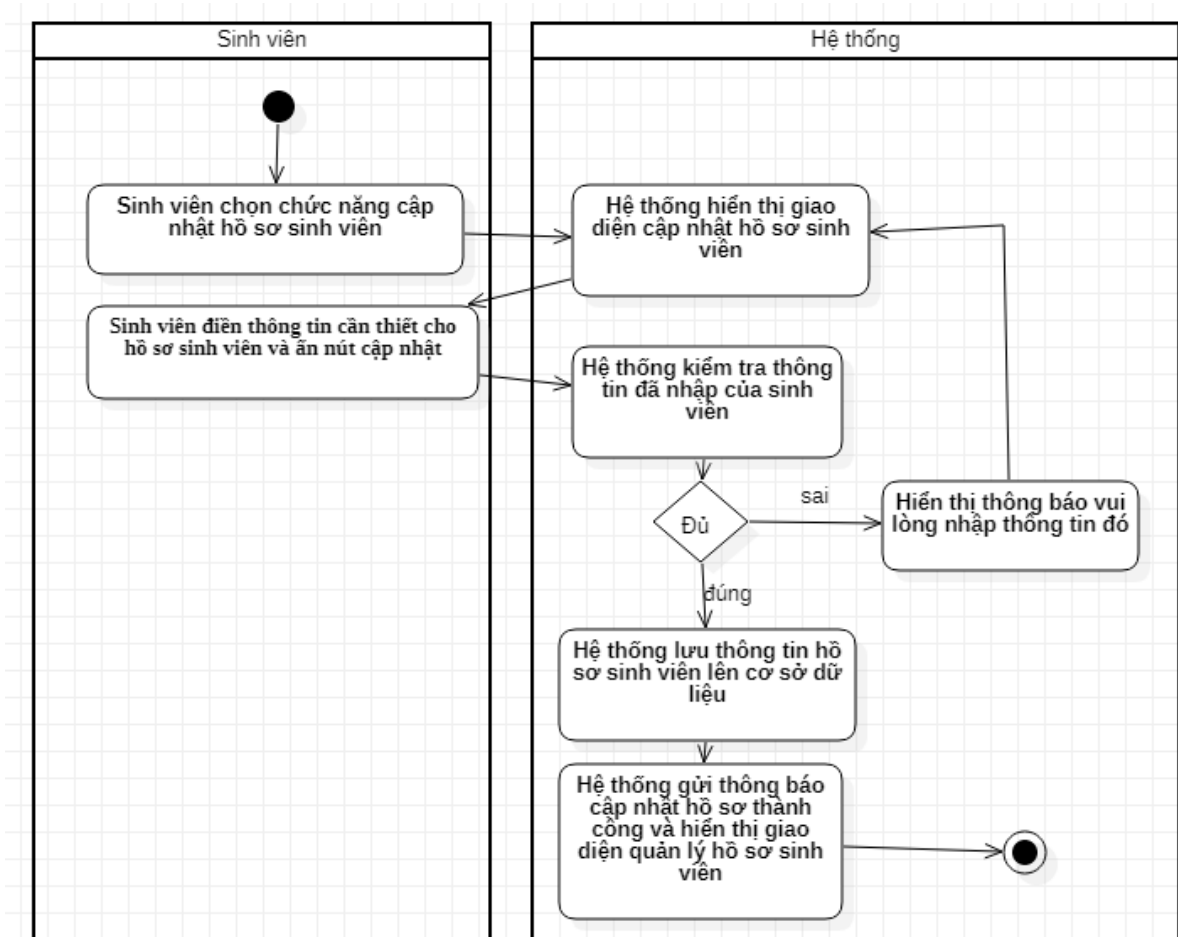 Sinh viên
Hệ thống
Sinh viên chọn chức năng cập
nhật hồ sơ sinh viên
Hệ thống hiển thị giao
diện cập nhật hồ sơ sinh
viên
Sinh viên điền thông tin cần thiết cho
hồ sơ sinh viên và ấn nút cập nhật
Hệ thống kiểm tra thông
tin đã nhập của sinh
viên
Đủ
sai
Hiển thị thông báo vui
lòng nhập thông tin đó
đúng
Hệ thống lưu thông tin hồ
sơ sinh viên lên cơ sở dữ
liệu
Hệ thống gửi thông báo
cập nhật hồ sơ thành
công và hiển thị giao
diện quản lý hồ sơ sinh
viên